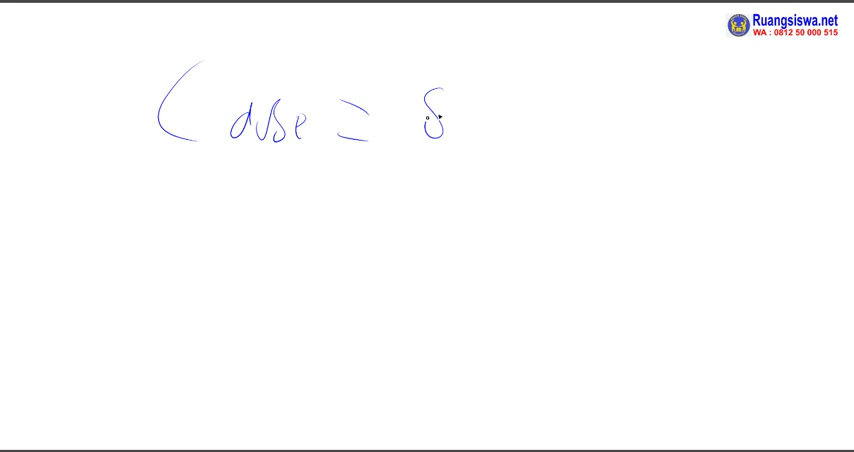 Ruangsiswa.net
WA : 0812 50 000 515
Cause = 8